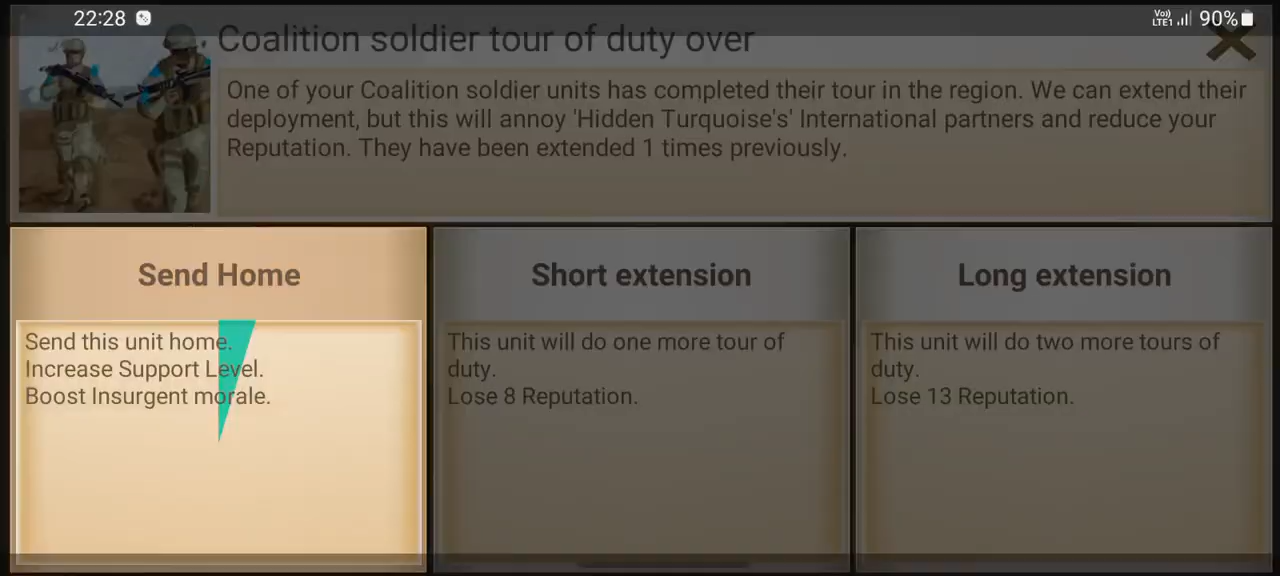 22:28
Vo) LTE1 90%
Coalition soldier tour of duty over
One of your Coalition soldier units has completed their tour in the region. We can extend their
deployment, but this will annoy 'Hidden Turquoise's' International partners and reduce your
Reputation. They have been extended 1 times previously.
Send Home
Send this unit home.
Increase Support Level.
Boost Insurgent morale.
Short extension
This unit will do one more tour of
duty.
Lose 8 Reputation.
Long extension
This unit will do two more tours of
duty.
Lose 13 Reputation.